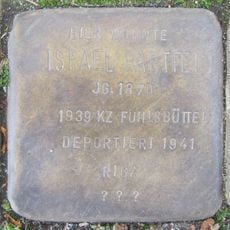 HIER WOHNTE
ISRAEL
JG. 1870
1939 KZ FUHLSBÜTTEL
DEPORTIERT 1941
RIGA
? ? ?